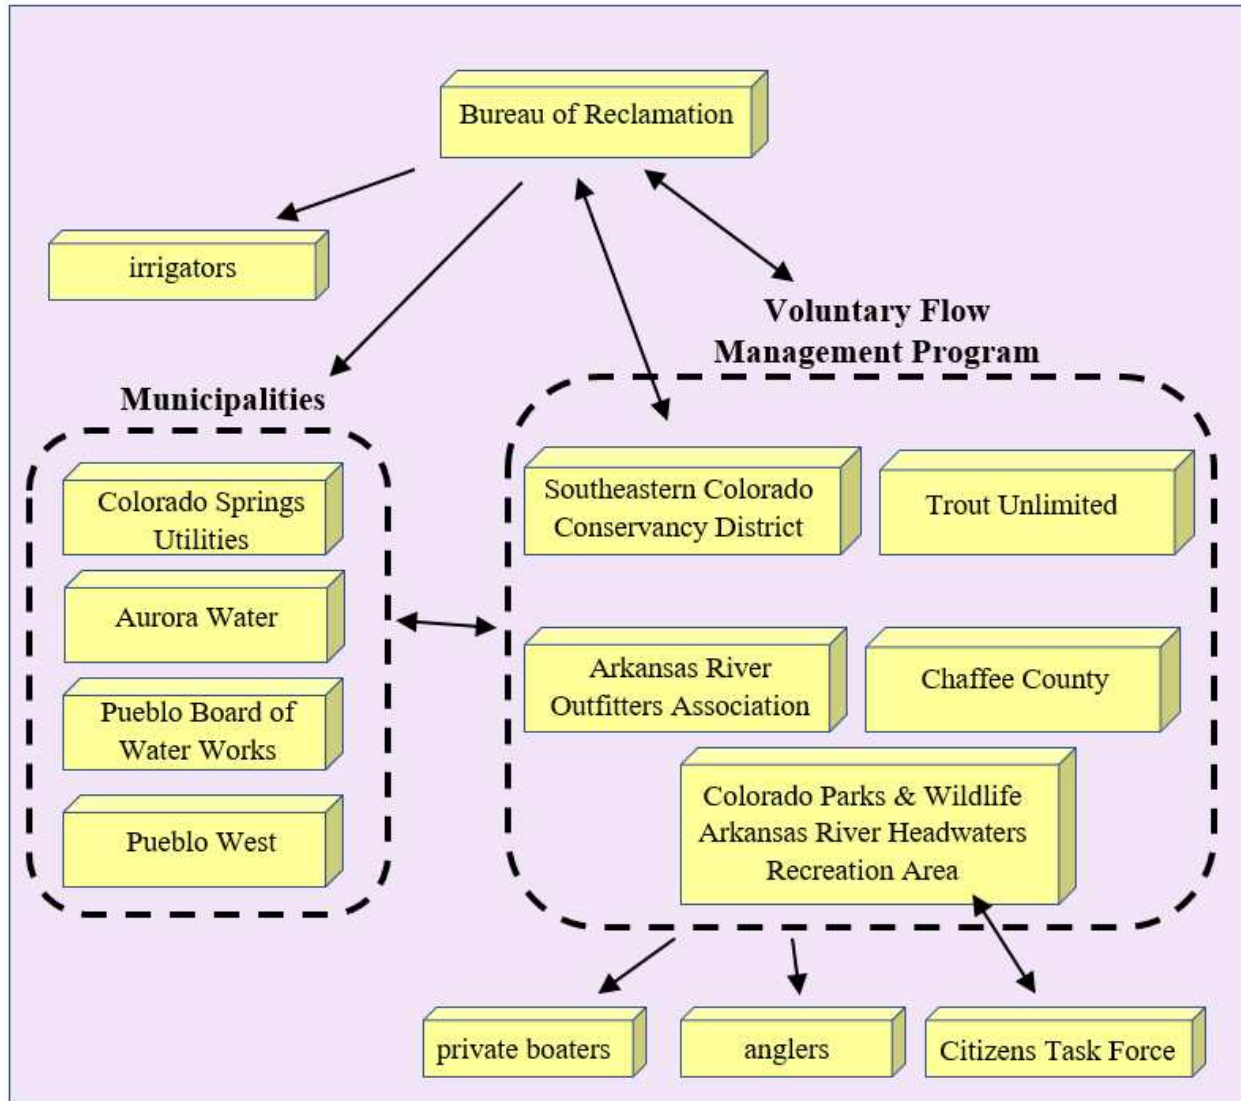 Bureau of Reclamation
irrigators
Voluntary Flow
Management Program
Municipalities
Colorado Springs
Utilities
Aurora Water
Pueblo Board of
Water Works
Pueblo West
Southeastern Colorado
Conservancy District
Trout Unlimited
Arkansas River
Outfitters Association
Chaffee County
Colorado Parks & Wildlife
Arkansas River Headwaters
Recreation Area
private boaters
anglers
Citizens Task Force